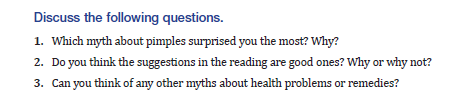 Discuss the following questions.
1. Which myth about pimples surprised you the most? Why?
2. Do you think the suggestions in the reading are good ones? Why or why not?
3. Can you think of any other myths about health problems or remedies?